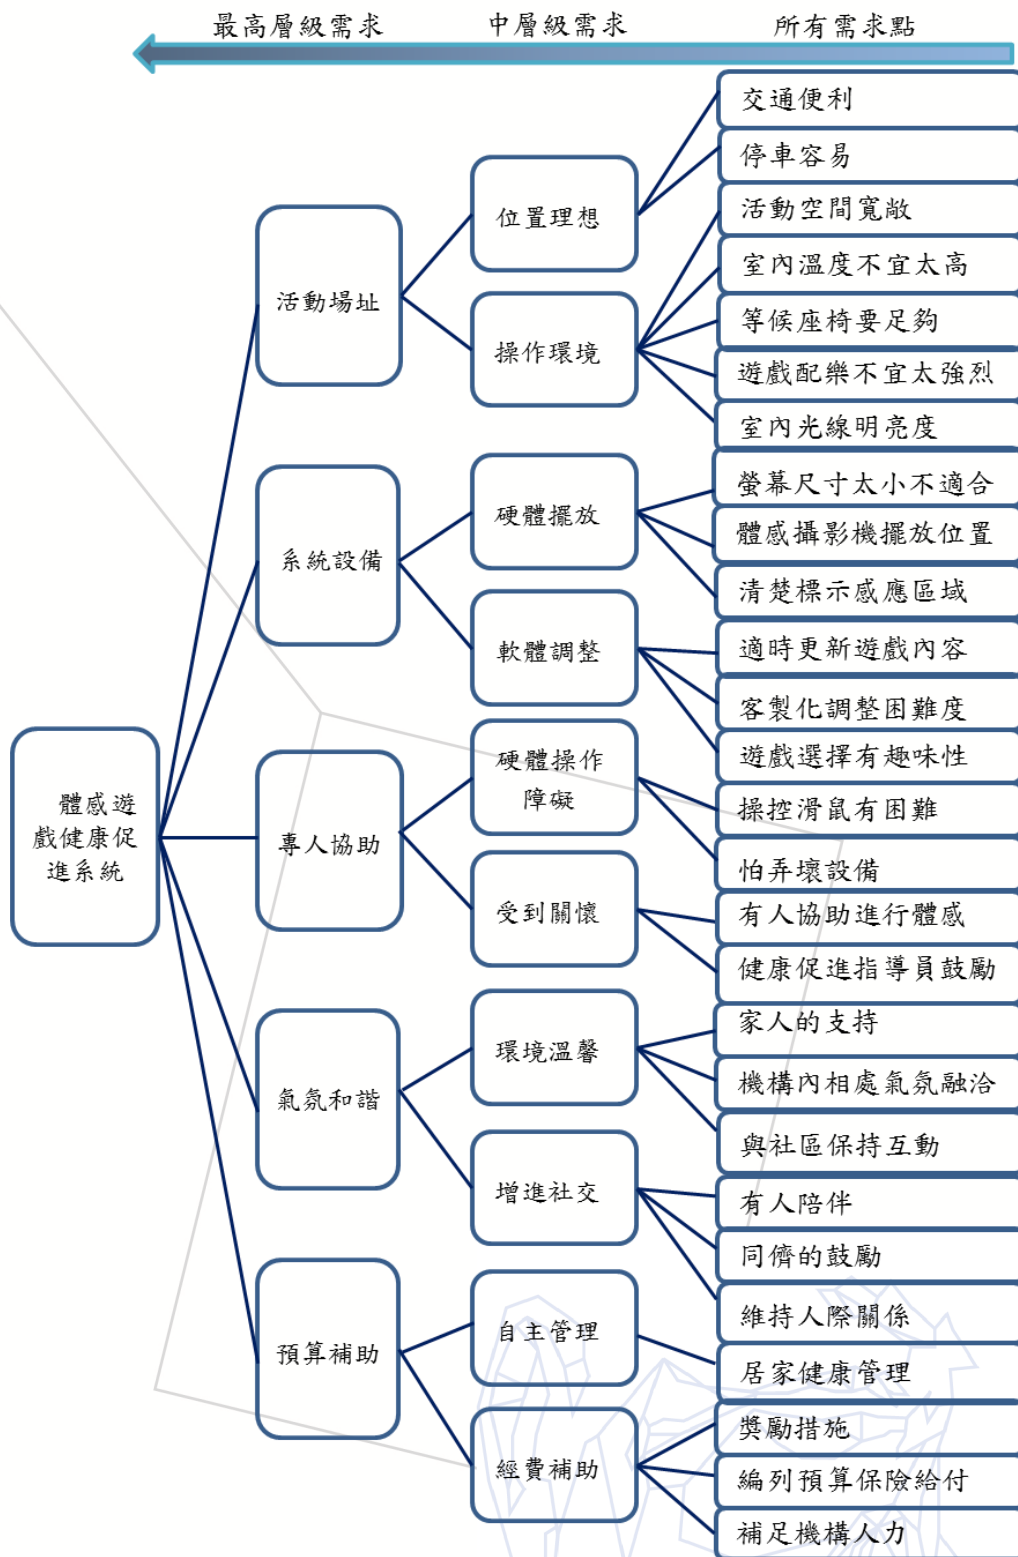 最高層級需求
中層級需求
所有需求點
體感遊
戲健康促
進系統
活動場址
系統設備
專人協助
氣氛和諧
預算補助
位置理想
操作環境
硬體擺放
軟體調整
硬體操作
障礙
受到關懷
環境溫馨
增進社交
自主管理
經費補助
交通便利
停車容易
活動空間寬敞
室內溫度不宜太高
等候座椅要足夠
遊戲配樂不宜太強烈
室內光線明亮度
螢幕尺寸太小不適合
體感攝影機擺放位置
清楚標示感應區域
適時更新遊戲內容
客製化調整困難度
遊戲選擇有趣味性
操控滑鼠有困難
怕弄壞設備
有人協助進行體感
健康促進指導員鼓勵
家人的支持
機構內相處氣氛融洽
與社區保持互動
有人陪伴
同儕的鼓勵
維持人際關係
居家健康管理
獎勵措施
編列預算保險給付
補足機構人力